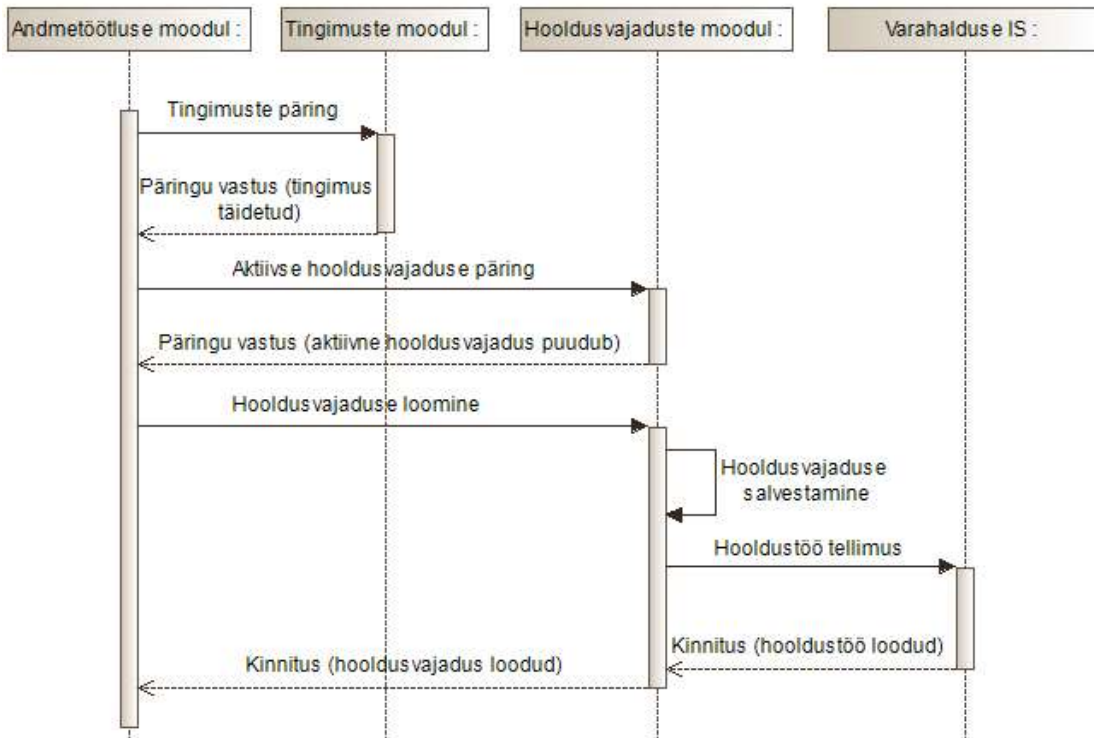 Andmetöötluse moodul :
Tingimuste moodul :
Hooldusvajaduste moodul :
Varahalduse IS :
Tingimuste päring
Päringu vastus (tingimus
täidetud)
Aktiivse hooldusvajaduse päring
Päringu vastus (aktiivne hooldusvajadus puudub)
Hooldusvajaduse loomine
Hooldusvajaduse
salvestamine
Hooldustöö tellimus
Kinnitus (hooldustöö loodud)
Kinnitus (hooldusvajadus loodud)